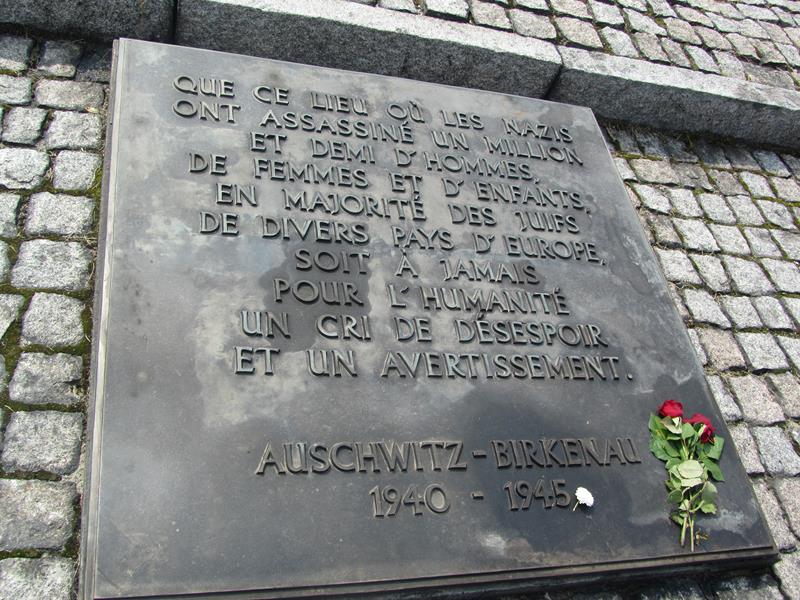 QUE CE LIEU OÙ LES NAZIS
ONT ASSASSINÉ UN MILLION
ET DEMI D'HOMMES,
DE FEMMES ET D'ENFANTS,
EN MAJORITÉ DES JUIFS
DE DIVERS PAYS D'EUROPE,
SOIT À JAMAIS
POUR L'HUMANITÉ
UN CRI DE DÉSESPOIR
ET UN AVERTISSEMENT.
AUSCHWITZ - BIRKENAU
1940 - 1945